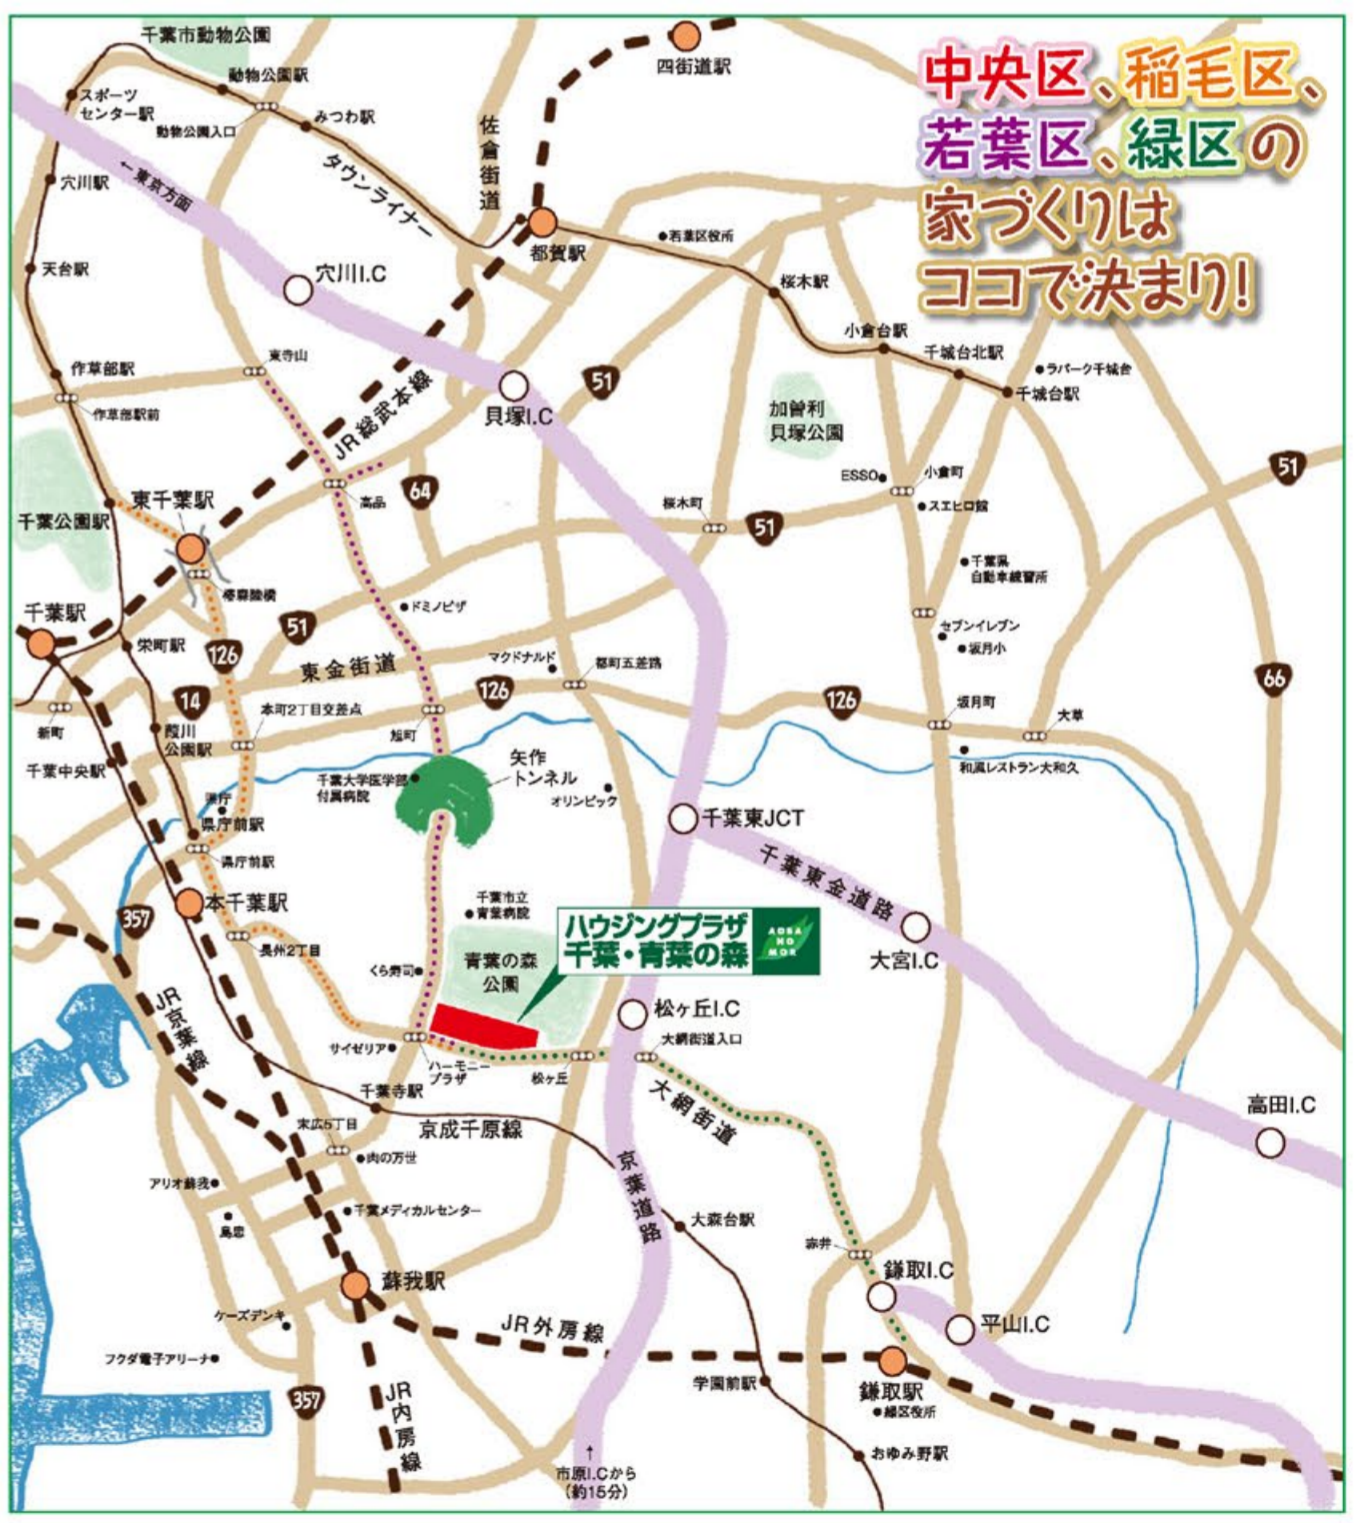 中央区、稲毛区、
若葉区、緑区の
家づくりは
ココで決まり!
千葉市動物公園
動物公園駅
スポーツ
センター駅
動物公園入口
みつわ駅
タウンライナー
佐倉街道
四街道駅
←東京方面
穴川駅
天台駅
穴川I.C
都賀駅
若葉区役所
桜木駅
小倉台駅
千城台北駅
ラパーク千城台
千城台駅
東寺山
作草部駅
作草部駅前
JR総武本線
貝塚I.C
51
加曽利
貝塚公園
ESSO
小倉町
スエヒロ館
51
64
高品
桜木町
51
千葉公園駅
東千葉駅
千葉県
自動車練習所
千葉駅
栄町駅
126
51
ドミノピザ
セブンイレブン
坂月小
東金街道
マクドナルド
126
126
66
14
新町
葭川
公園駅
本町2丁目交差点
旭町
坂月町
大草
千葉中央駅
千葉大学医学部
付属病院
矢作
トンネル
オリンピック
和風レストラン大和久
県庁
県庁前駅
県庁前駅
千葉東JCT
千葉東金道路
本千葉駅
357
長州2丁目
千葉市立
青葉病院
ハウジングプラザ
千葉・青葉の森
AOBA
NO
MORI
大宮I.C
くら寿司
青葉の森
公園
JR京葉線
サイゼリア
ハーモニー
プラザ
松ヶ丘
松ヶ丘I.C
大網街道入口
大網街道
千葉寺駅
京成千原線
高田I.C
末広5丁目
肉の万世
アリオ蘇我
島忠
千葉メディカルセンター
京葉道路
大森台駅
赤井
鎌取I.C
平山I.C
蘇我駅
ケーズデンキ
JR外房線
フクダ電子アリーナ
357
JR内房線
学園前駅
鎌取駅
緑区役所
おゆみ野駅
↑
市原I.Cから
(約15分)